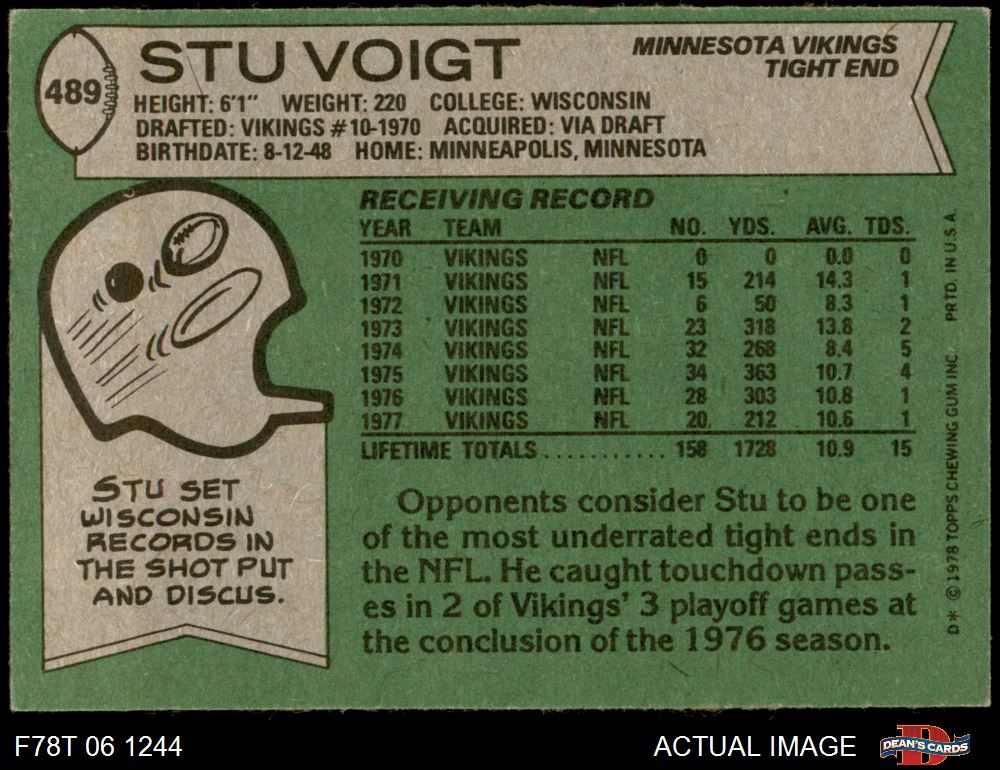 489
STU VOIGT
MINNESOTA VIKINGS
TIGHT END
HEIGHT: 6'1" WEIGHT: 220 COLLEGE: WISCONSIN
DRAFTED: VIKINGS #10-1970 ACQUIRED: VIA DRAFT
BIRTHDATE: 8-12-48 HOME: MINNEAPOLIS, MINNESOTA
RECEIVING RECORD
YEAR TEAM NO. YDS. AVG. TDS.
1970 VIKINGS NFL 0 0 0.0 0
1971 VIKINGS NFL 15 214 14.3 1
1972 VIKINGS NFL 6 50 8.3 1
1973 VIKINGS NFL 23 318 13.8 2
1974 VIKINGS NFL 32 268 8.4 5
1975 VIKINGS NFL 34 363 10.7 4
1976 VIKINGS NFL 28 303 10.8 1
1977 VIKINGS NFL 20 212 10.6 1
LIFETIME TOTALS ........... 158 1728 10.9 15
STU SET
WISCONSIN
RECORDS IN
THE SHOT PUT
AND DISCUS.
Opponents consider Stu to be one
of the most underrated tight ends in
the NFL. He caught touchdown pass-
es in 2 of Vikings' 3 playoff games at
the conclusion of the 1976 season.
D* © 1978 TOPPS CHEWING GUM INC. PRTD. IN U.S.A.
F78T 06 1244
ACTUAL IMAGE
D
DEAN'S CARDS